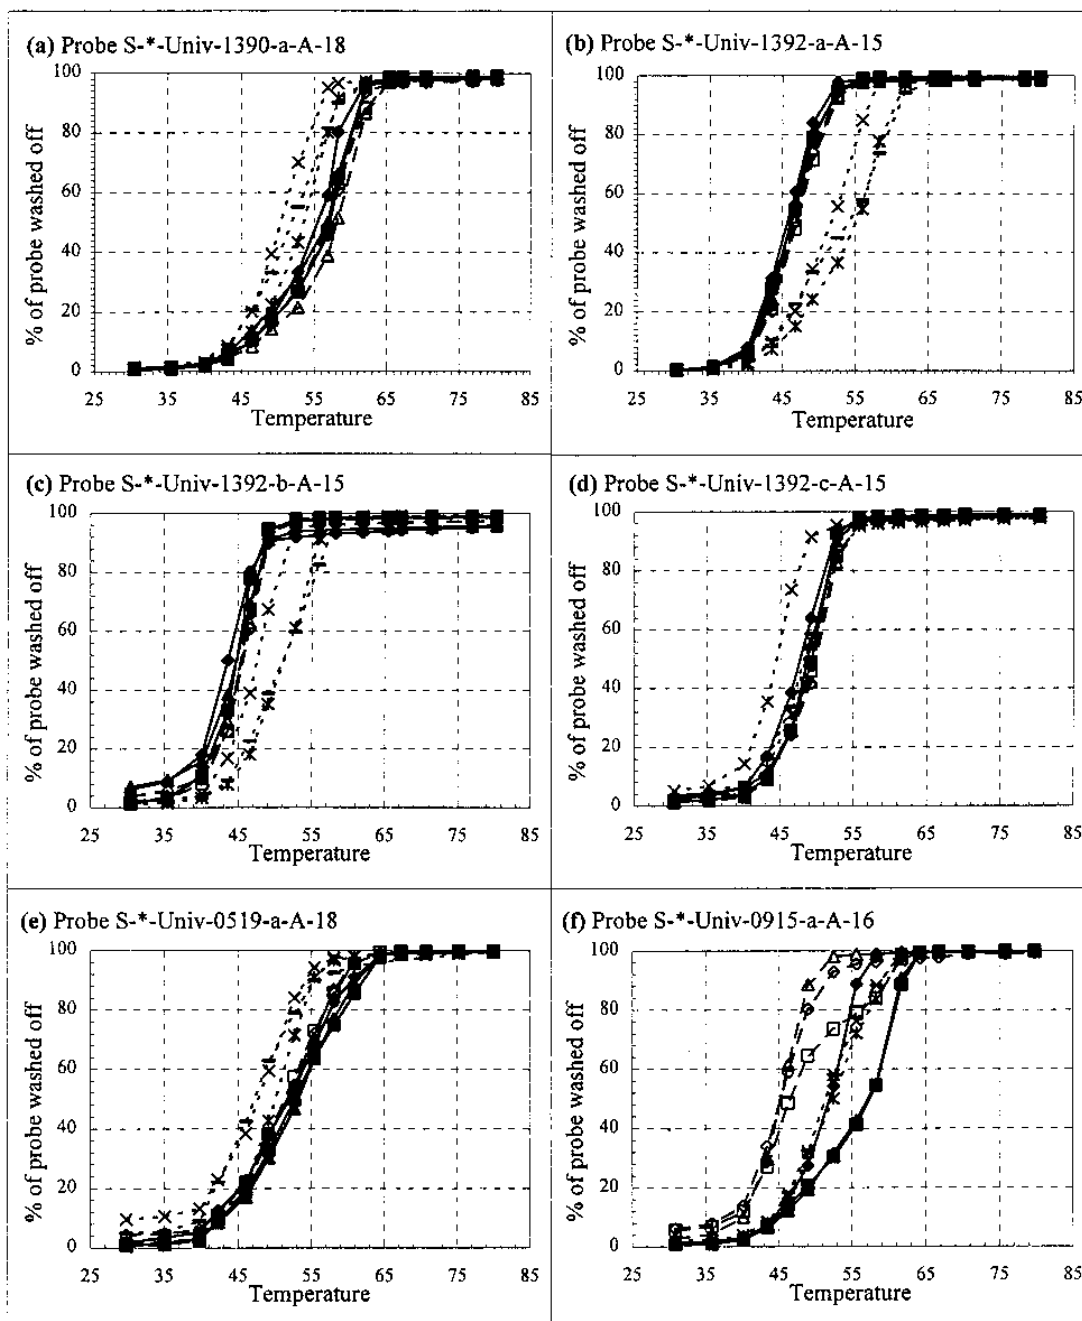 (a) Probe S-*-Univ-1390-a-A-18
% of probe washed off
100
80
60
40
20
0
25 35 45 55 65 75 85
Temperature
(b) Probe S-*-Univ-1392-a-A-15
% of probe washed off
100
80
60
40
20
0
25 35 45 55 65 75 85
Temperature
(c) Probe S-*-Univ-1392-b-A-15
% of probe washed off
100
80
60
40
20
0
25 35 45 55 65 75 85
Temperature
(d) Probe S-*-Univ-1392-c-A-15
% of probe washed off
100
80
60
40
20
0
25 35 45 55 65 75 85
Temperature
(e) Probe S-*-Univ-0519-a-A-18
% of probe washed off
100
80
60
40
20
0
25 35 45 55 65 75 85
Temperature
(f) Probe S-*-Univ-0915-a-A-16
% of probe washed off
100
80
60
40
20
0
25 35 45 55 65 75 85
Temperature